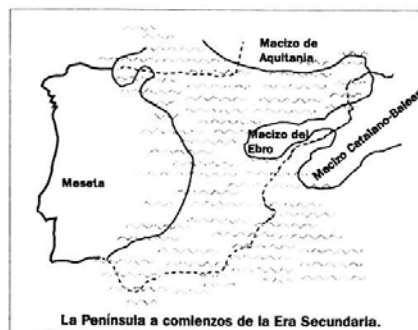 Macizo de
Aquitania
Macizo del
Ebro
Macizo Catalano-Balear
Meseta
La Península a comienzos de la Era Secundaria.